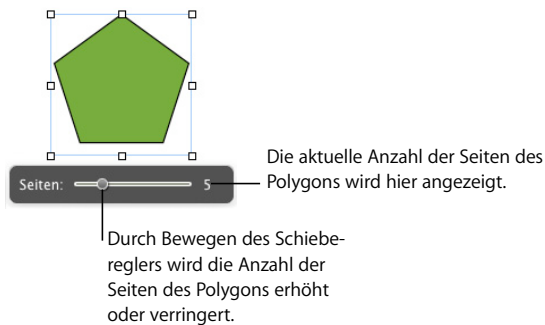 Die aktuelle Anzahl der Seiten des
Polygons wird hier angezeigt.
Seiten: 5
Durch Bewegen des Schiebe-
reglers wird die Anzahl der
Seiten des Polygons erhöht
oder verringert.